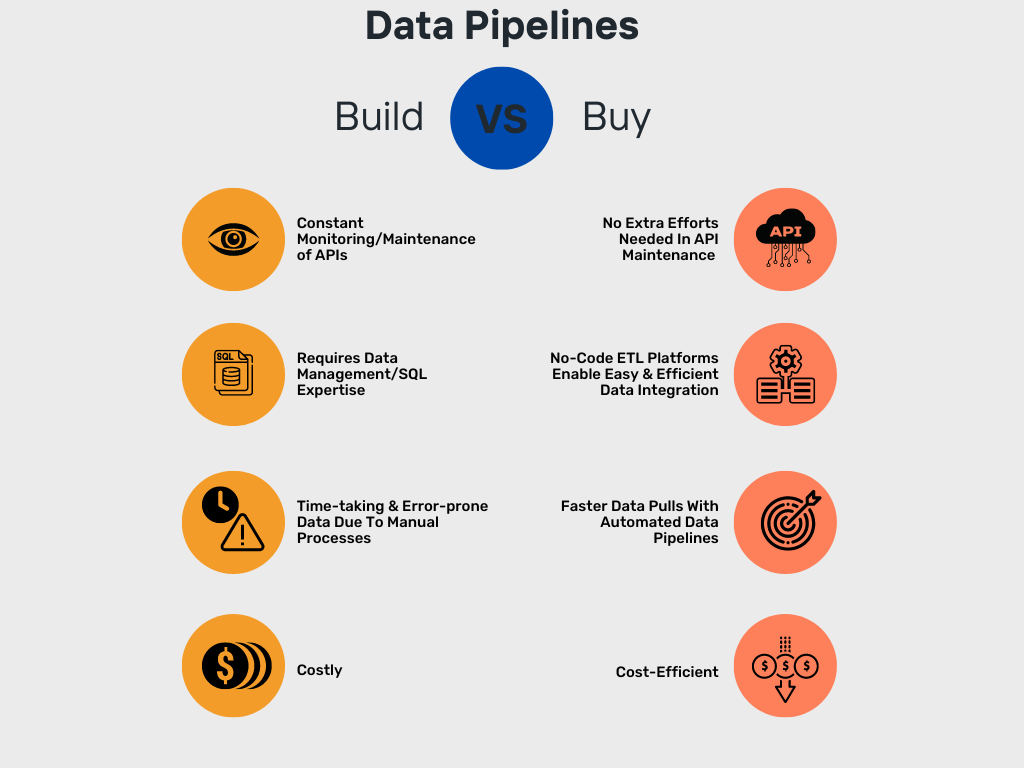 Data Pipelines
Build
VS
Buy
Constant
Monitoring/Maintenance
of APIs
No Extra Efforts
Needed In API
Maintenance
API
SQL
Requires Data
Management/SQL
Expertise
No-Code ETL Platforms
Enable Easy & Efficient
Data Integration
Time-taking & Error-prone
Data Due To Manual
Processes
Faster Data Pulls With
Automated Data
Pipelines
$
Costly
Cost-Efficient
$ $ $